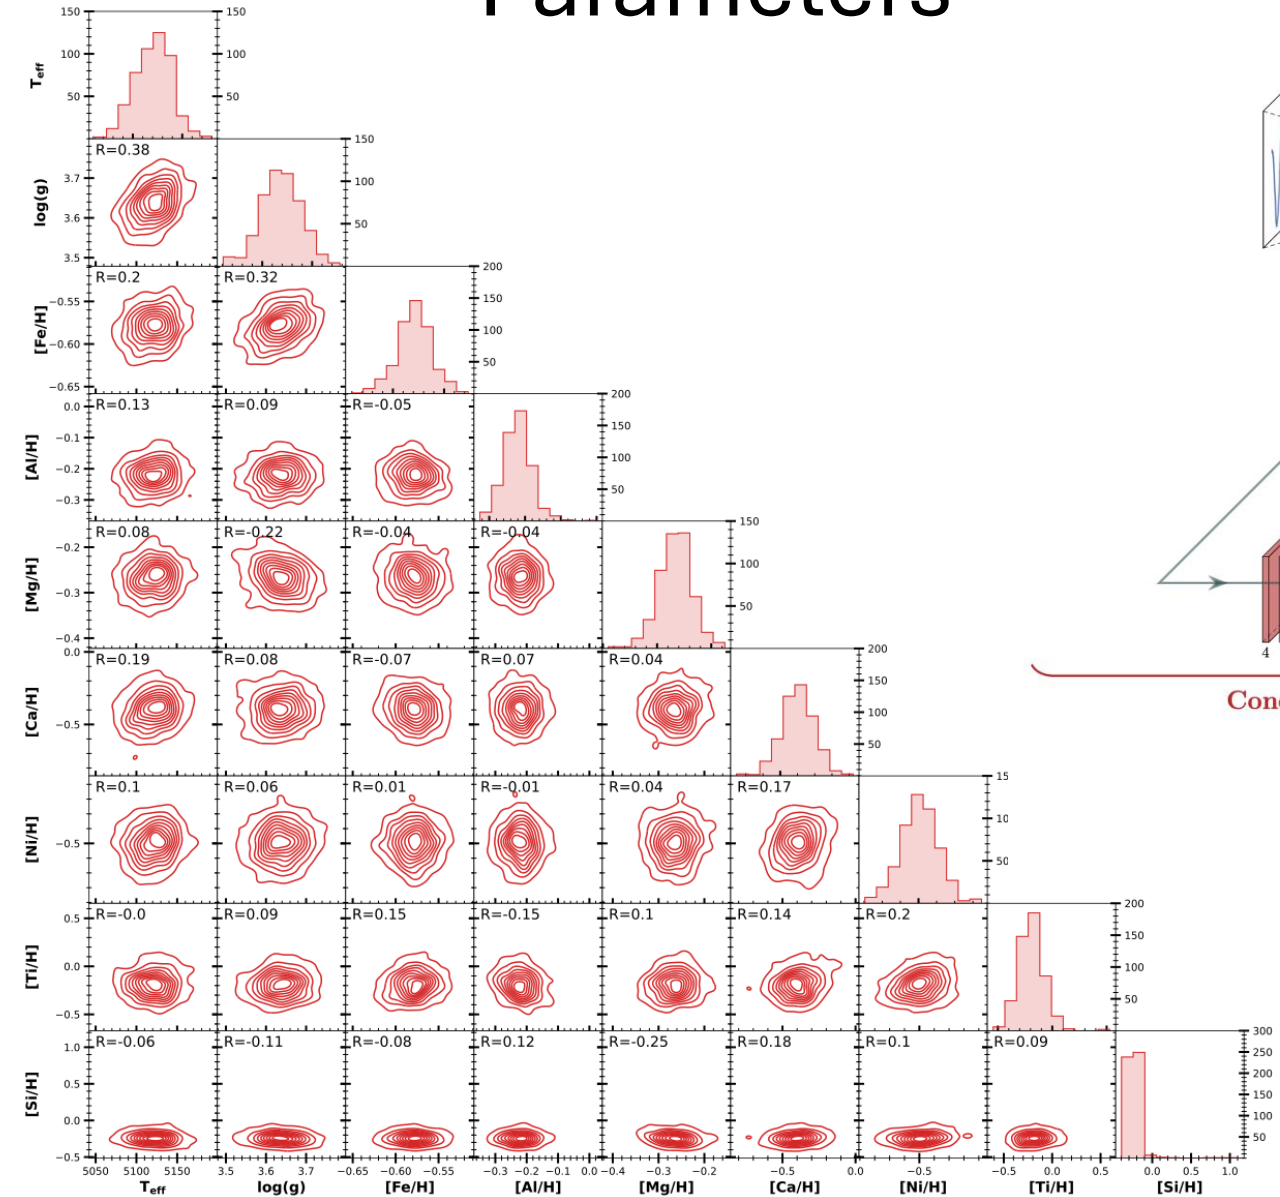 Parameters
150
100
50
T_eff
150
100
50
R=0.38
3.7
3.6
3.5
log(g)
150
100
50
R=0.2
R=0.32
−0.55
−0.60
−0.65
[Fe/H]
200
150
100
50
R=0.13
R=0.09
R=-0.05
0.0
−0.1
−0.2
−0.3
[Al/H]
200
150
100
50
R=0.08
R=-0.22
R=-0.04
R=-0.04
−0.2
−0.3
−0.4
[Mg/H]
150
100
50
4
R=0.19
R=0.08
R=-0.07
R=0.07
R=0.04
0.0
−0.5
[Ca/H]
200
150
100
50
R=0.1
R=0.06
R=0.01
R=-0.01
R=0.04
R=0.17
−0.5
[Ni/H]
15
10
50
R=-0.0
R=0.09
R=0.15
R=-0.15
R=0.1
R=0.14
R=0.2
0.5
0.0
−0.5
[Ti/H]
200
150
100
50
R=-0.06
R=-0.11
R=-0.08
R=0.12
R=-0.25
R=0.18
R=0.1
R=0.09
1.0
0.5
0.0
−0.5
[Si/H]
300
250
200
150
100
50
5050 5100 5150 3.5 3.6 3.7 −0.65 −0.60 −0.55 −0.3 −0.2 −0.1 0.0 −0.4 −0.3 −0.2 −0.5 0.0 −0.5 −0.5 0.0 0.5 0.0 0.5 1.0
T_eff log(g) [Fe/H] [Al/H] [Mg/H] [Ca/H] [Ni/H] [Ti/H] [Si/H]